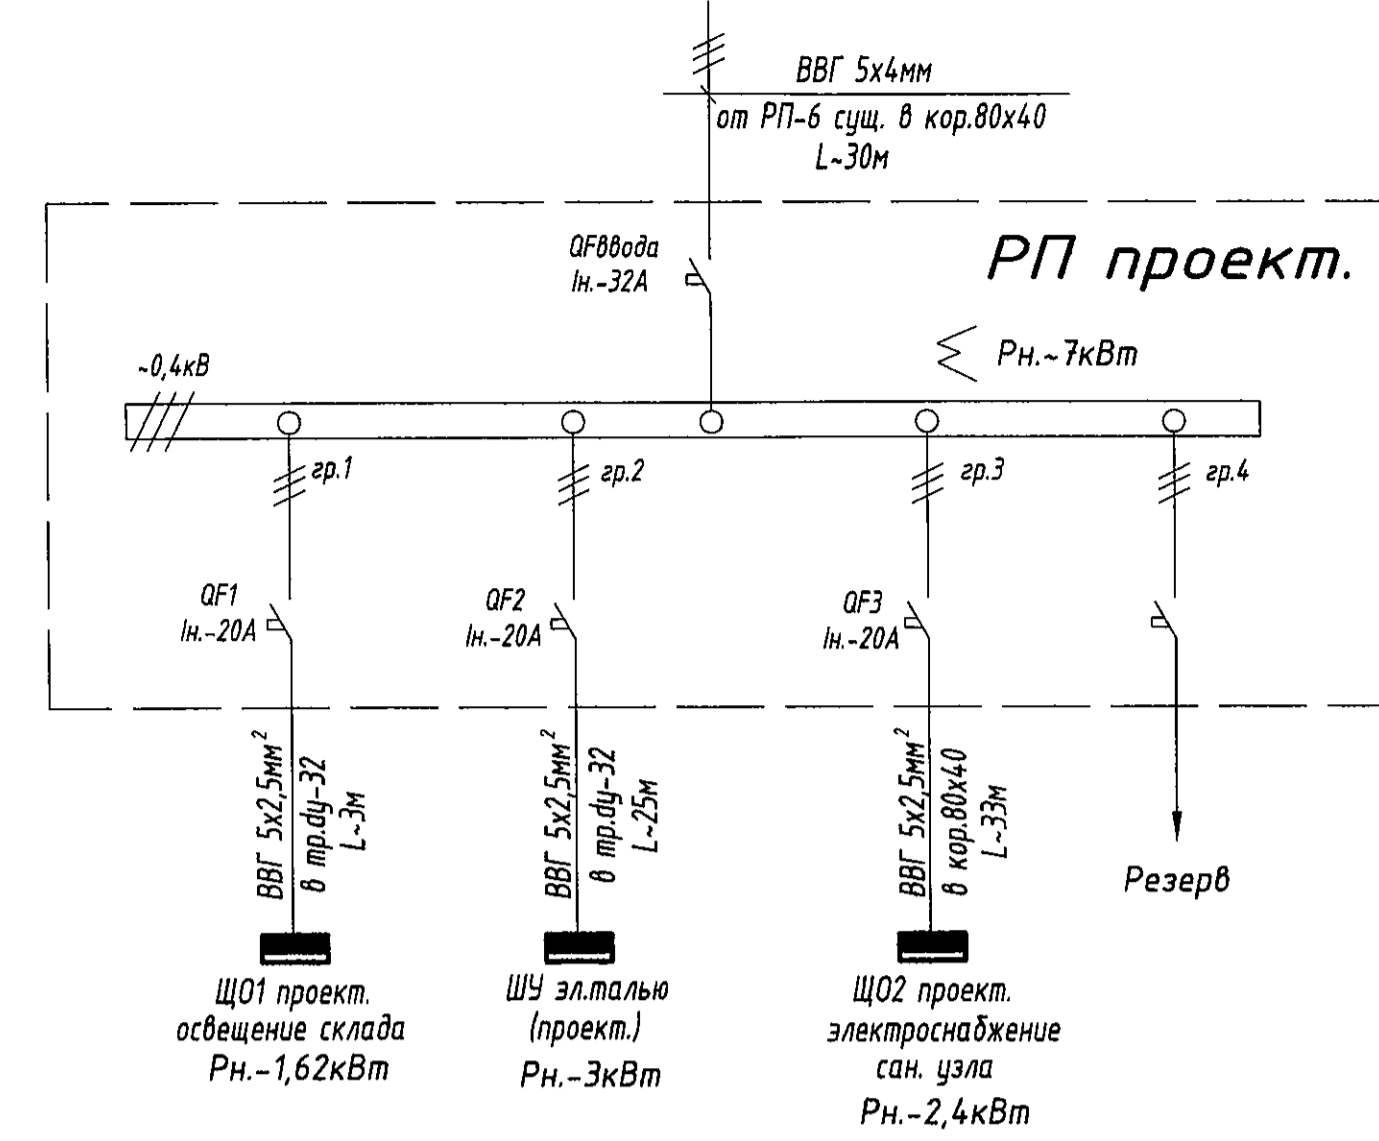 ВВГ 5х4мм
от РП-6 сущ. в кор.80х40
L~30м
QFввода
Iн.-32А
РП проект.
Рн.~7кВт
~0,4кВ
гр.1
гр.2
гр.3
гр.4
QF1
Iн.-20А
QF2
Iн.-20А
QF3
Iн.-20А
ВВГ 5х2,5мм²
в тр.dу-32
L~3м
ВВГ 5х2,5мм²
в тр.dу-32
L~25м
ВВГ 5х2,5мм²
в кор.80х40
L~33м
Резерв
ЩО1 проект.
освещение склада
Рн.-1,62кВт
ШУ эл.талью
(проект.)
Рн.-3кВт
ЩО2 проект.
электроснабжение
сан. узла
Рн.-2,4кВт